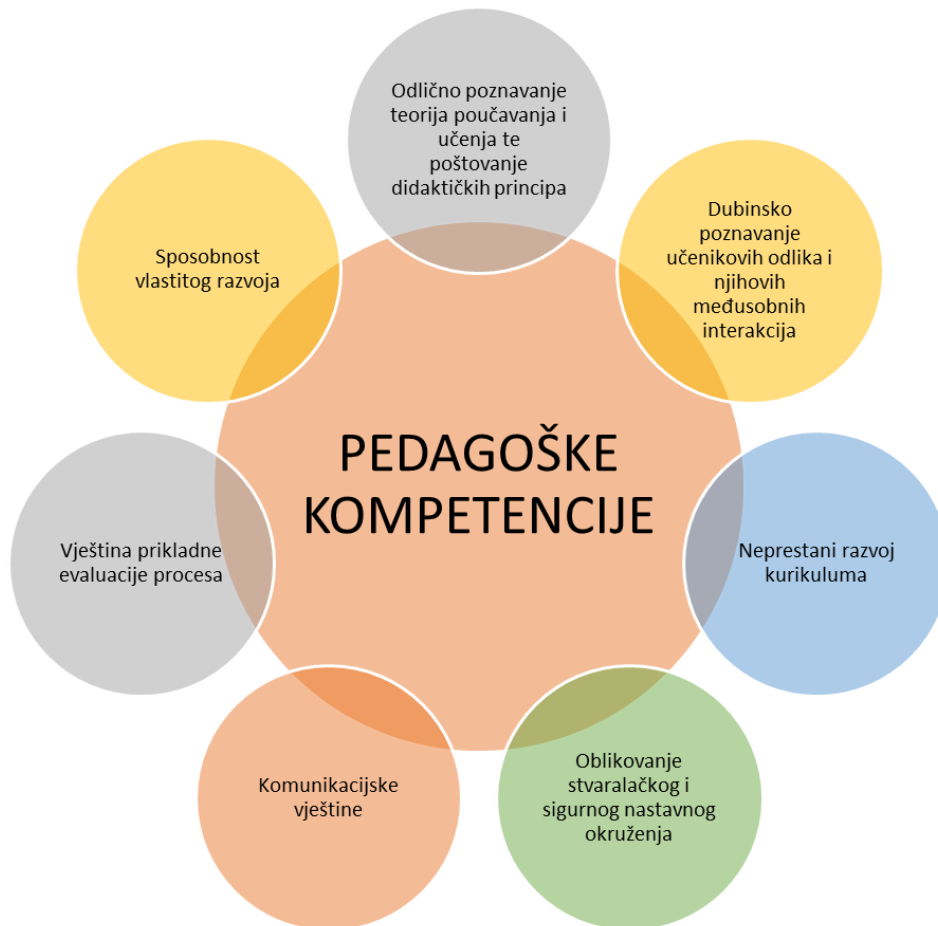 Odlično poznavanje
teorija poučavanja i
učenja te
poštovanje
didaktičkih principa
Dubinsko
poznavanje
učenikovih odlika i
njihovih
međusobnih
interakcija
Neprestani razvoj
kurikuluma
Oblikovanje
stvaralačkog i
sigurnog nastavnog
okruženja
Komunikacijske
vještine
Vještina prikladne
evaluacije procesa
Sposobnost
vlastitog razvoja
PEDAGOŠKE
KOMPETENCIJE